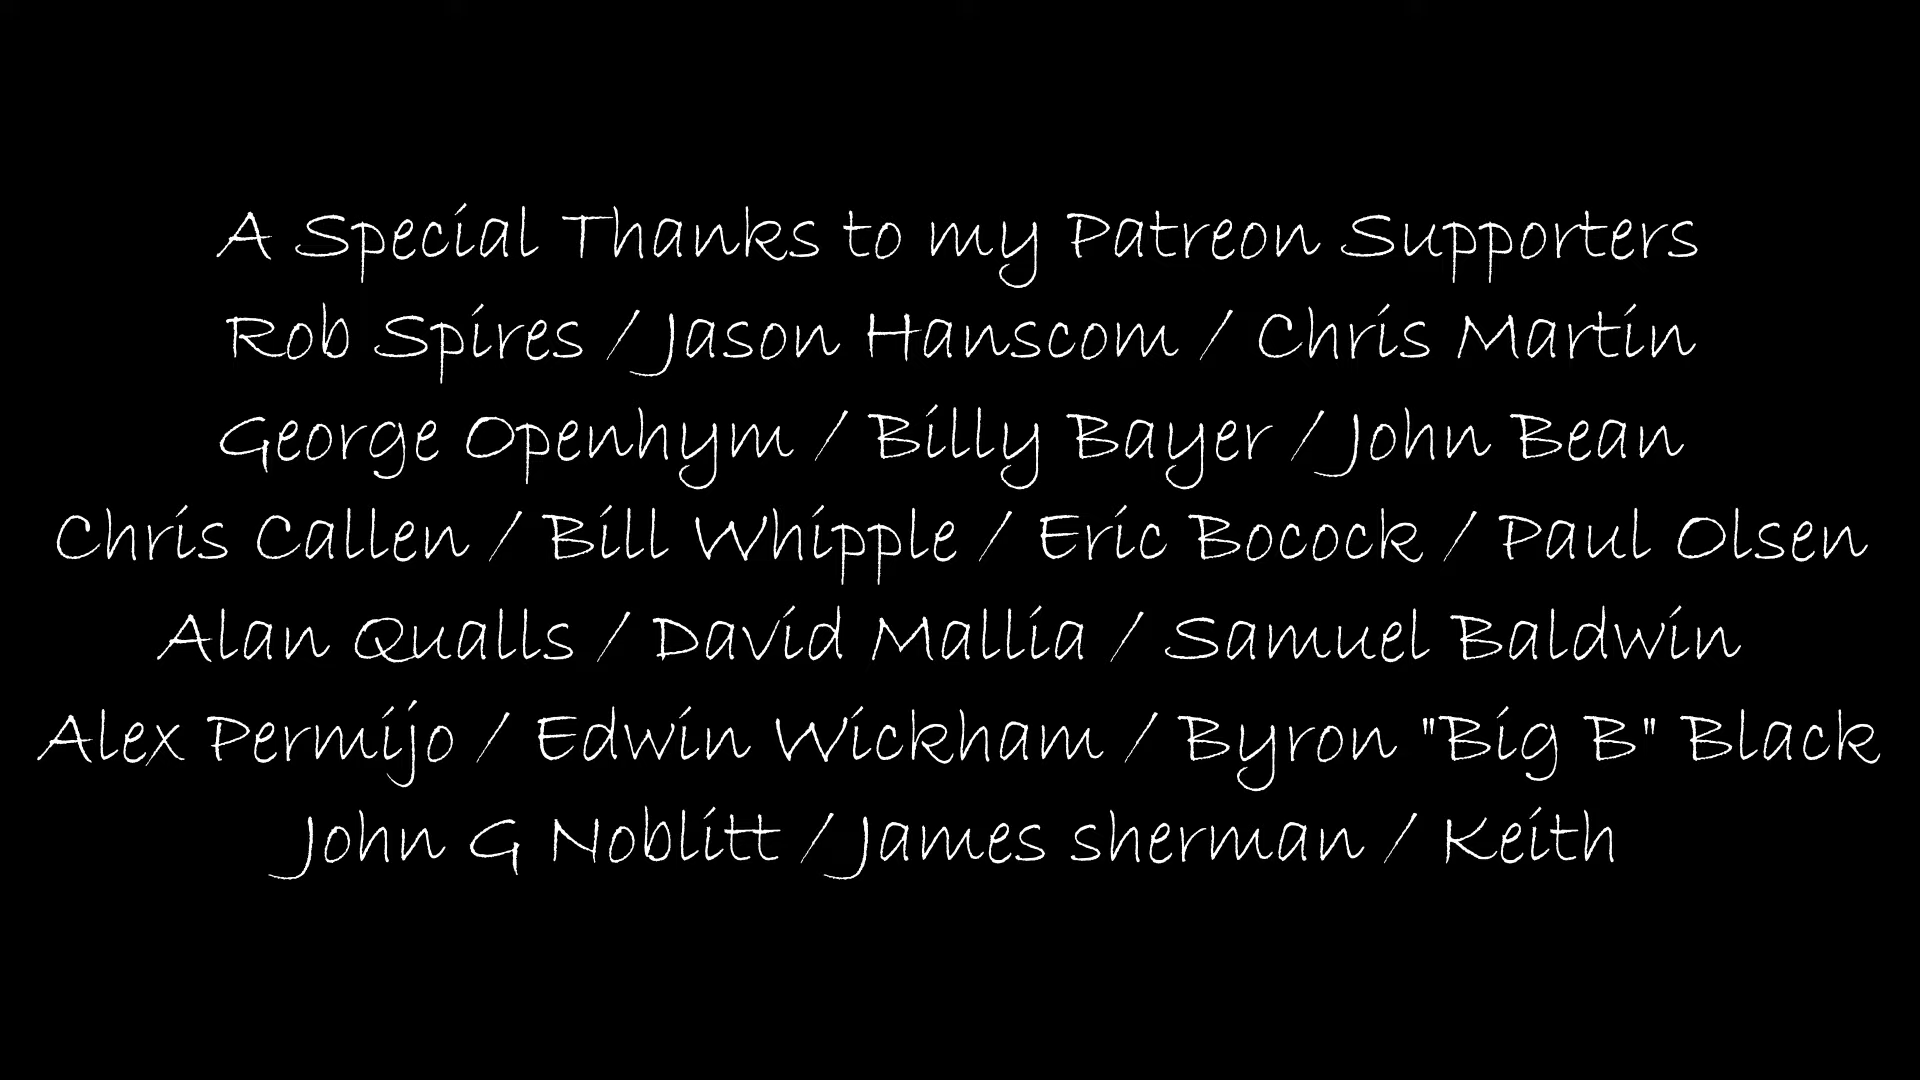 A Special Thanks to my Patreon Supporters
Rob Spires / Jason Hanscom / Chris Martin
George Openhym / Billy Bayer / John Bean
Chris Callen / Bill Whipple / Eric Bocock / Paul Olsen
Alan Qualls / David Mallia / Samuel Baldwin
Alex Permijo / Edwin Wickham / Byron "Big B" Black
John G Noblitt / James sherman / Keith